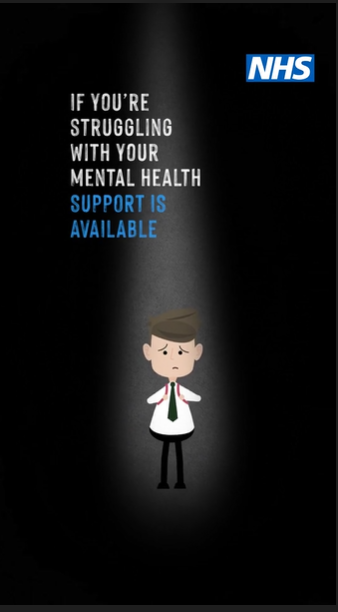 NHS
IF YOU'RE
STRUGGLING
WITH YOUR
MENTAL HEALTH
SUPPORT IS
AVAILABLE